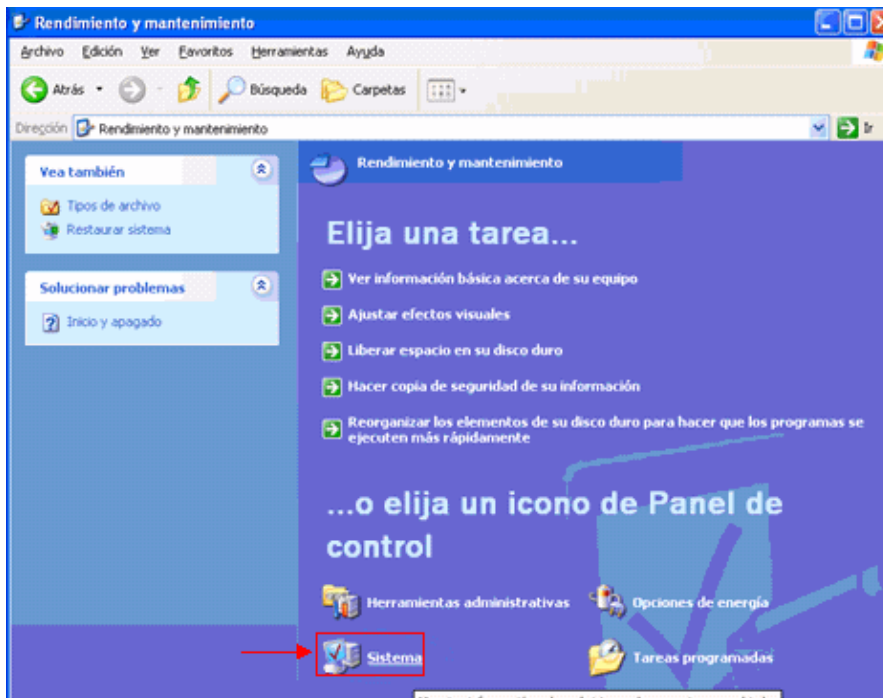 Rendimiento y mantenimiento
Archivo Edición Ver Favoritos Herramientas Ayuda
Atrás Búsqueda Carpetas
Dirección Rendimiento y mantenimiento Ir
Vea también
Tipos de archivo
Restaurar sistema
Solucionar problemas
Inicio y apagado
Rendimiento y mantenimiento
Elija una tarea...
Ver información básica acerca de su equipo
Ajustar efectos visuales
Liberar espacio en su disco duro
Hacer copia de seguridad de su información
Reorganizar los elementos de su disco duro para hacer que los programas se
ejecuten más rápidamente
...o elija un icono de Panel de
control
Herramientas administrativas
Opciones de energía
Sistema
Tareas programadas